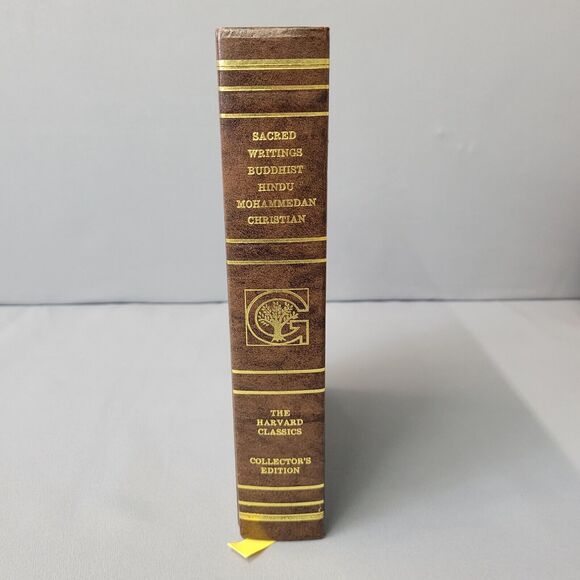 SACRED
WRITINGS
BUDDHIST
HINDU
MOHAMMEDAN
CHRISTIAN
G
THE
HARVARD
CLASSICS
COLLECTOR'S
EDITION